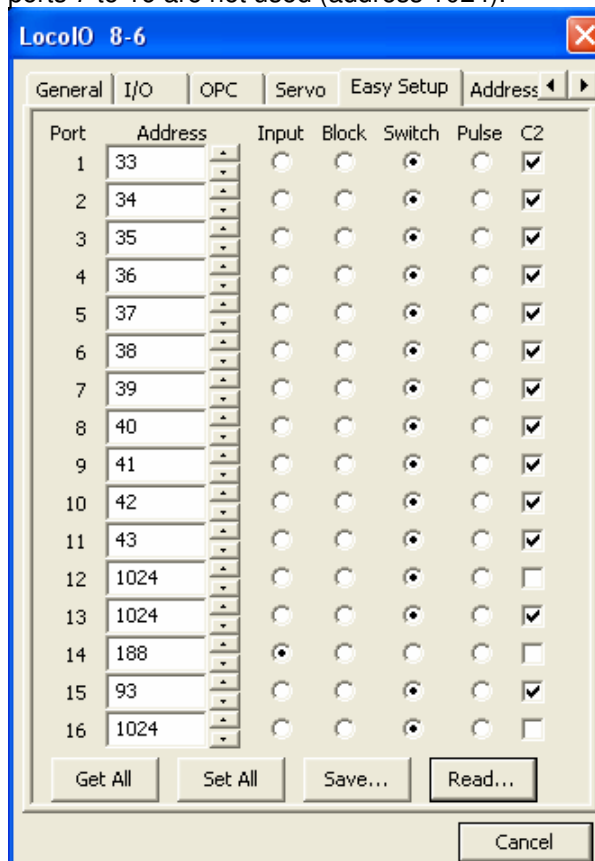 ports 7 to 16 are not used (address 1024).
LocoIO 8-6
General I/O OPC Servo Easy Setup Address
Port Address Input Block Switch Pulse C2
1 33
2 34
3 35
4 36
5 37
6 38
7 39
8 40
9 41
10 42
11 43
12 1024
13 1024
14 188
15 93
16 1024
Get All Set All Save... Read...
Cancel